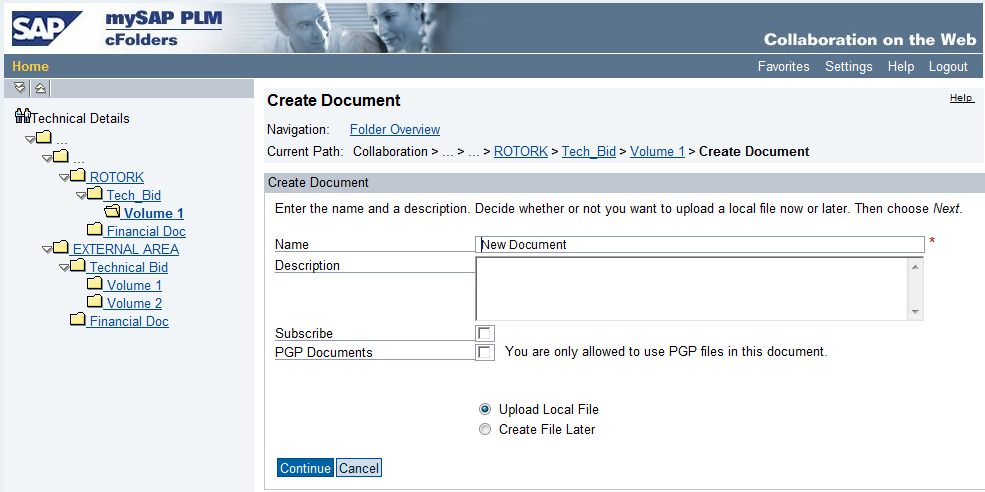 SAP
mySAP PLM
cFolders
Collaboration on the Web
Home
Favorites Settings Help Logout
Technical Details
...
...
ROTORK
Tech_Bid
Volume 1
Financial Doc
EXTERNAL AREA
Technical Bid
Volume 1
Volume 2
Financial Doc
Create Document
Help
Navigation: Folder Overview
Current Path: Collaboration > ... > ... > ROTORK > Tech_Bid > Volume 1 > Create Document
Create Document
Enter the name and a description. Decide whether or not you want to upload a local file now or later. Then choose Next.
Name New Document *
Description
Subscribe
PGP Documents You are only allowed to use PGP files in this document.
Upload Local File
Create File Later
Continue Cancel